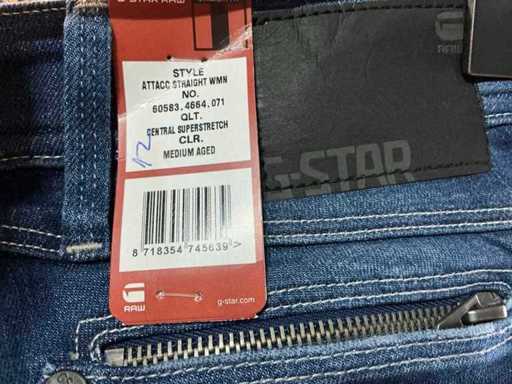 G-STAR RAW
STYLE
ATTACC STRAIGHT WMN
NO.
60583.4664.071
QLT.
CENTRAL SUPERSTRETCH
CLR.
MEDIUM AGED
12
8 718354 745639 >
G
RAW
g-star.com
G
RAW
G-STAR